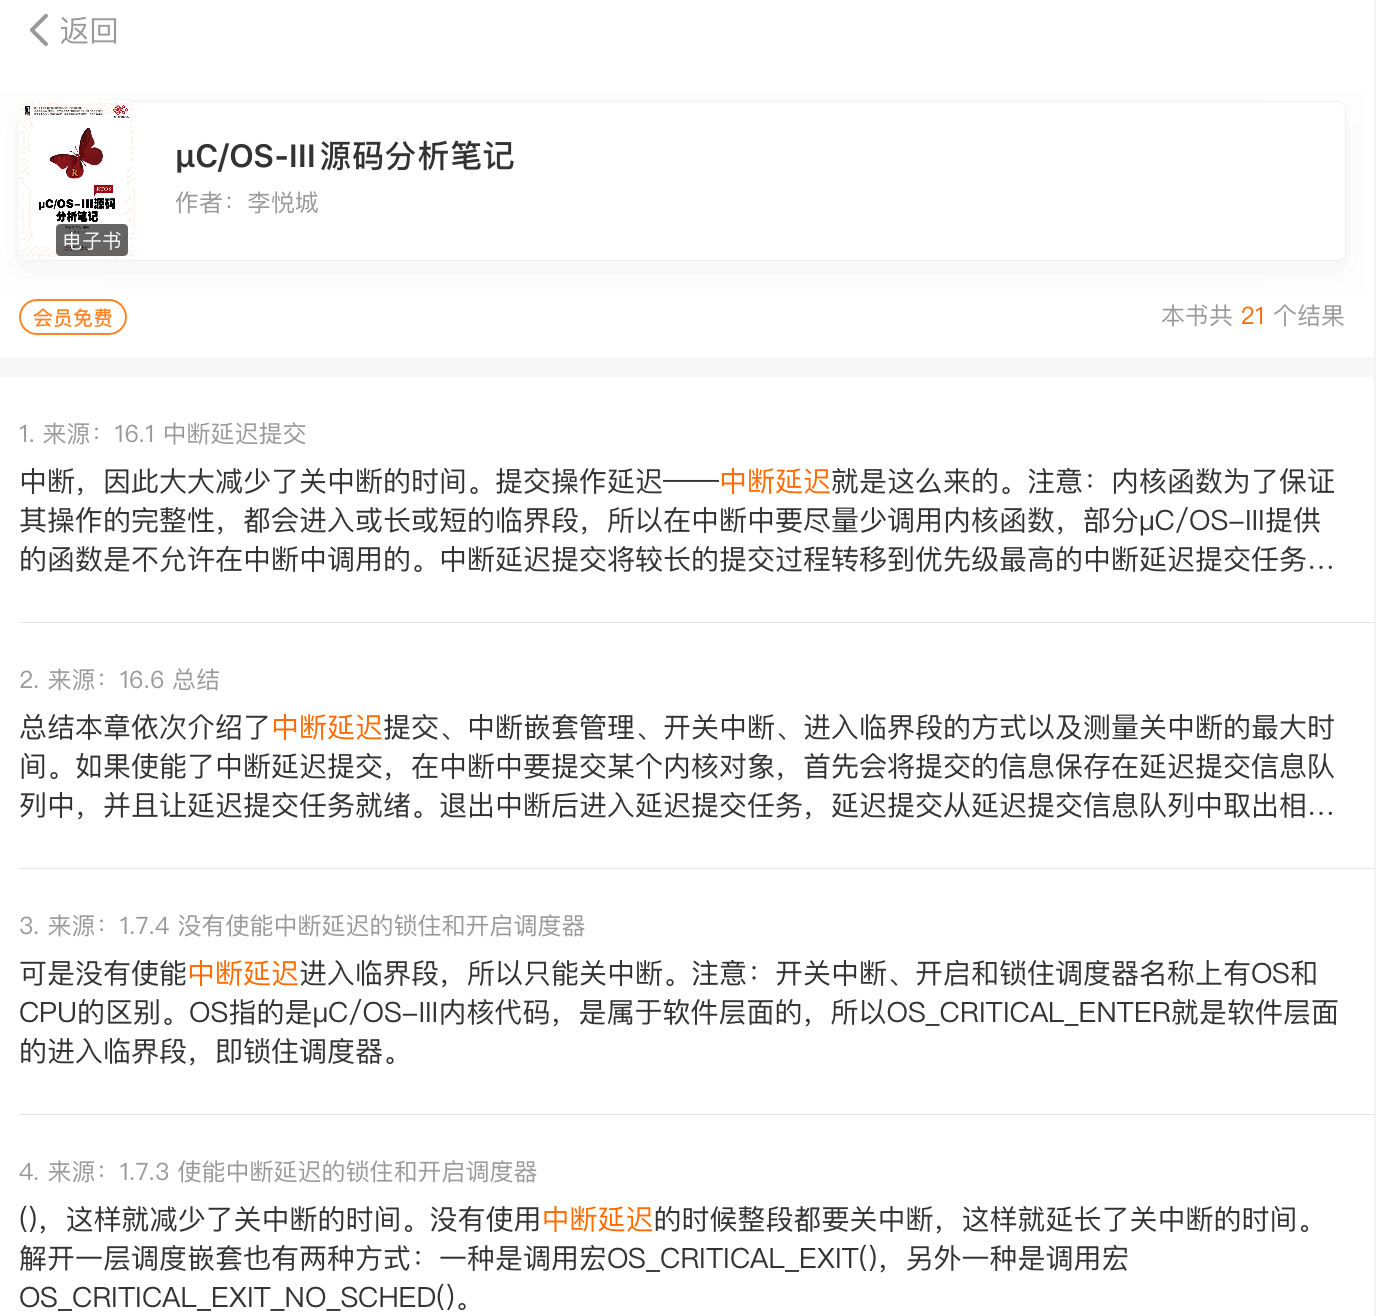 返回
RTOS
R
μC/OS-III源码
分析笔记
电子书
μC/OS-III源码分析笔记
作者：李悦城
会员免费
本书共 21 个结果
1. 来源：16.1 中断延迟提交
中断，因此大大减少了关中断的时间。提交操作延迟——中断延迟就是这么来的。注意：内核函数为了保证
其操作的完整性，都会进入或长或短的临界段，所以在中断中要尽量少调用内核函数，部分μC/OS-III提供
的函数是不允许在中断中调用的。中断延迟提交将较长的提交过程转移到优先级最高的中断延迟提交任务...
2. 来源：16.6 总结
总结本章依次介绍了中断延迟提交、中断嵌套管理、开关中断、进入临界段的方式以及测量关中断的最大时
间。如果使能了中断延迟提交，在中断中要提交某个内核对象，首先会将提交的信息保存在延迟提交信息队
列中，并且让延迟提交任务就绪。退出中断后进入延迟提交任务，延迟提交从延迟提交信息队列中取出相...
3. 来源：1.7.4 没有使能中断延迟的锁住和开启调度器
可是没有使能中断延迟进入临界段，所以只能关中断。注意：开关中断、开启和锁住调度器名称上有OS和
CPU的区别。OS指的是μC/OS-III内核代码，是属于软件层面的，所以OS_CRITICAL_ENTER就是软件层面
的进入临界段，即锁住调度器。
4. 来源：1.7.3 使能中断延迟的锁住和开启调度器
()，这样就减少了关中断的时间。没有使用中断延迟的时候整段都要关中断，这样就延长了关中断的时间。
解开一层调度嵌套也有两种方式：一种是调用宏OS_CRITICAL_EXIT()，另外一种是调用宏
OS_CRITICAL_EXIT_NO_SCHED()。